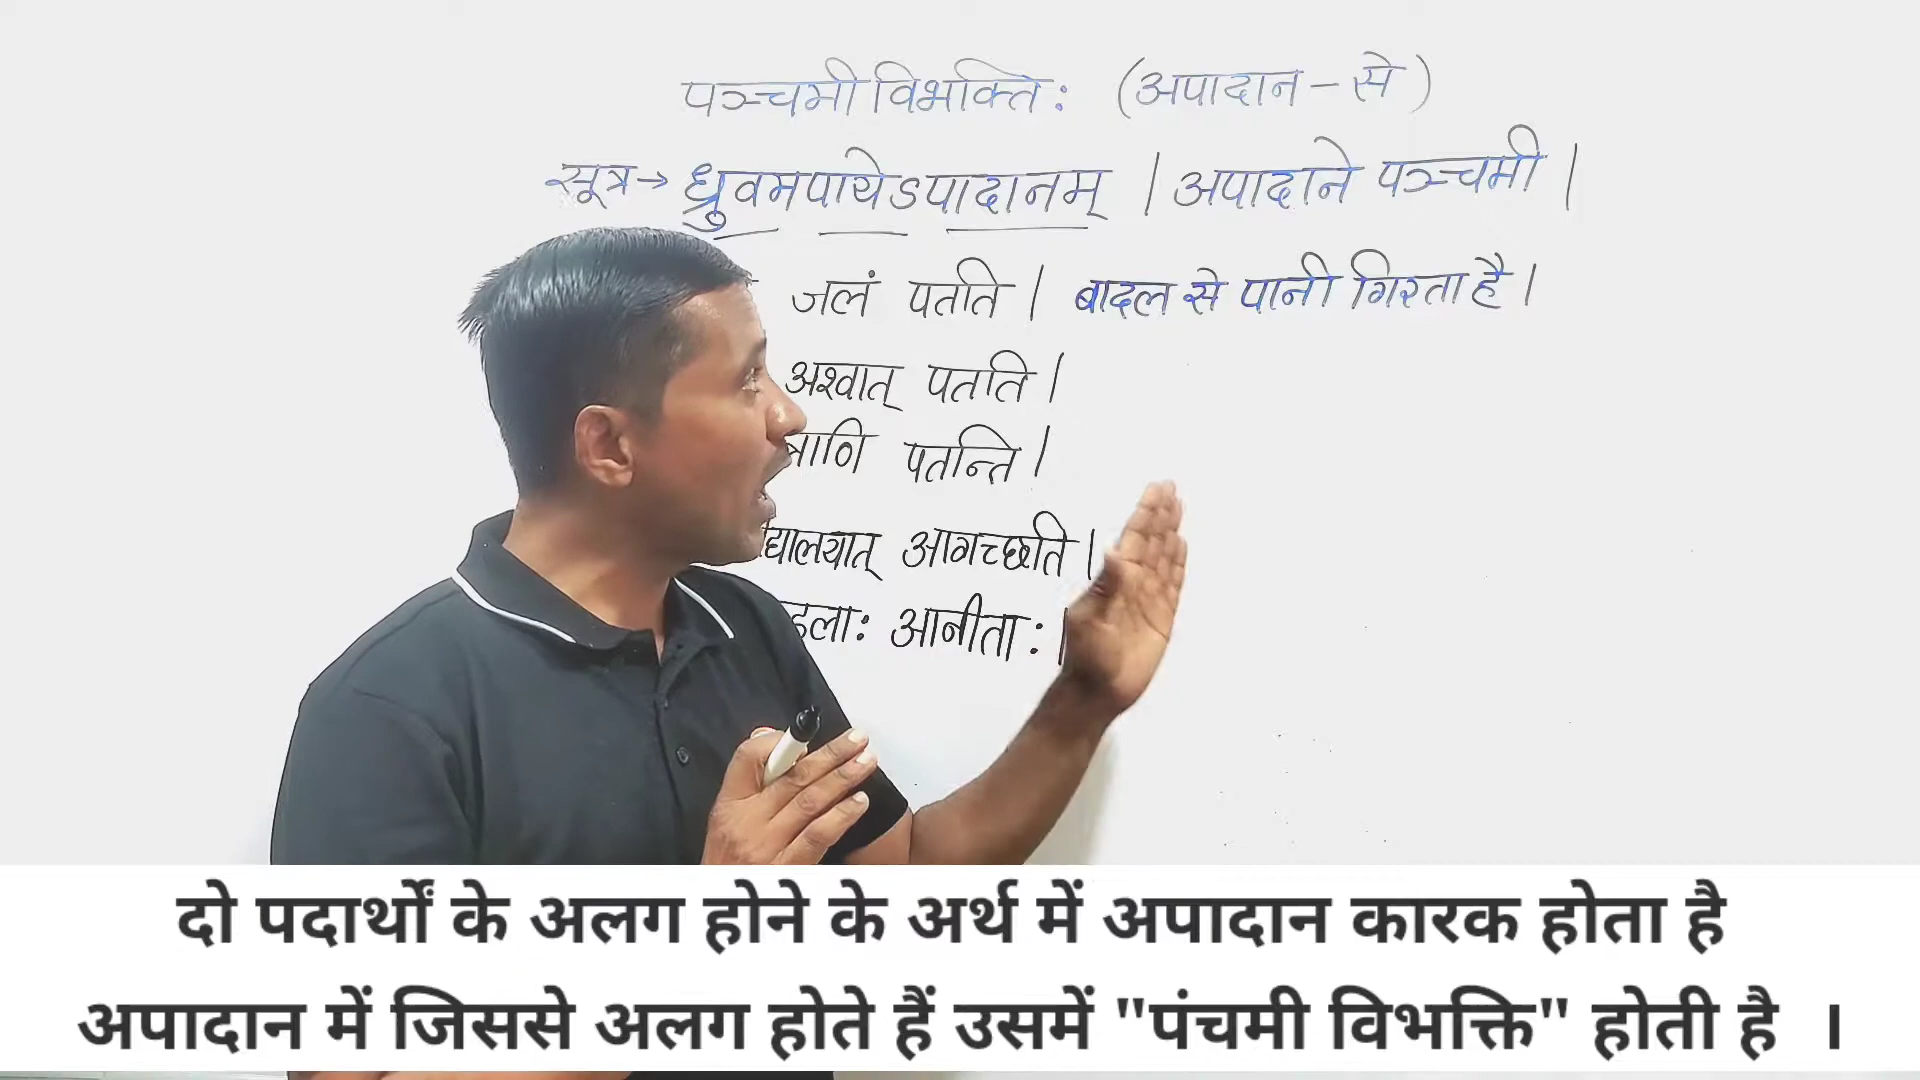 पञ्चमी विभक्ति: (अपादान - से)
सूत्र → ध्रुवमपायेऽपादानम् | अपादाने पञ्चमी |
जलं पतति | बादल से पानी गिरता है |
अश्वात् पतति |
पतन्ति |
आगच्छति |
आनीता: |
दो पदार्थों के अलग होने के अर्थ में अपादान कारक होता है
अपादान में जिससे अलग होते हैं उसमें "पंचमी विभक्ति" होती है ।